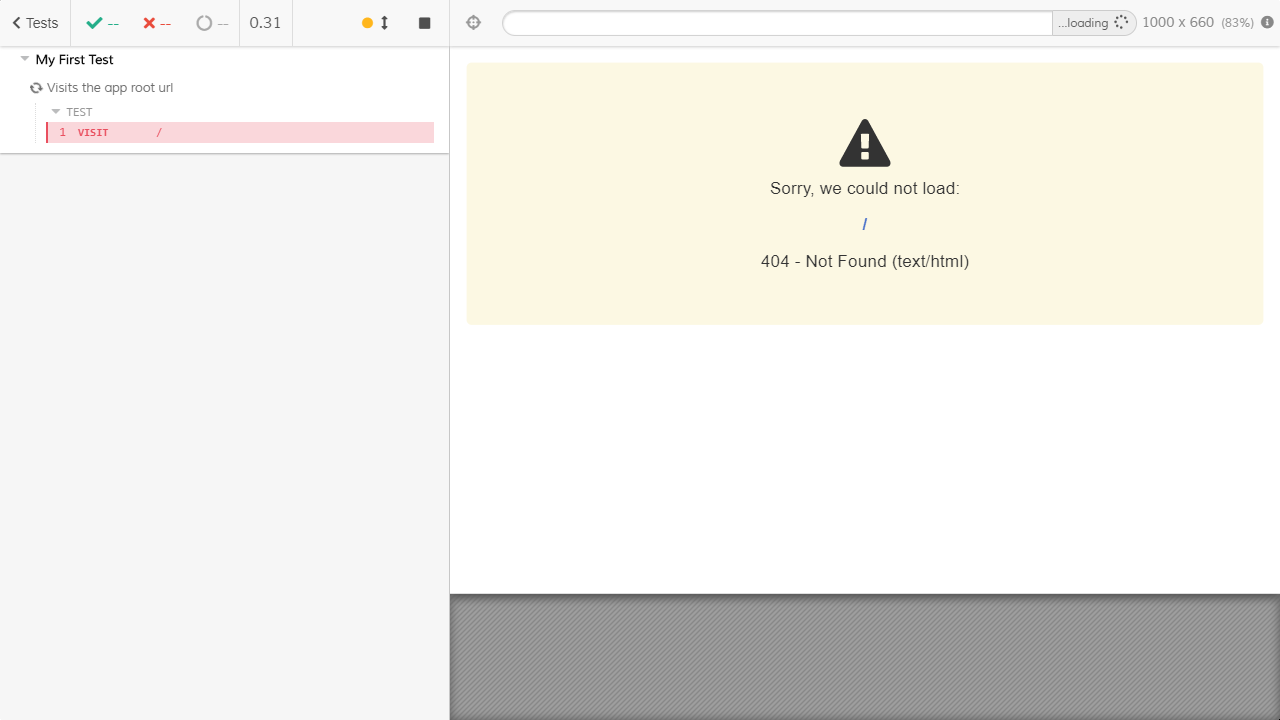 Tests -- -- -- 0.31
...loading 1000 x 660 (83%)
My First Test
Visits the app root url
TEST
1 VISIT /
Sorry, we could not load:
/
404 - Not Found (text/html)